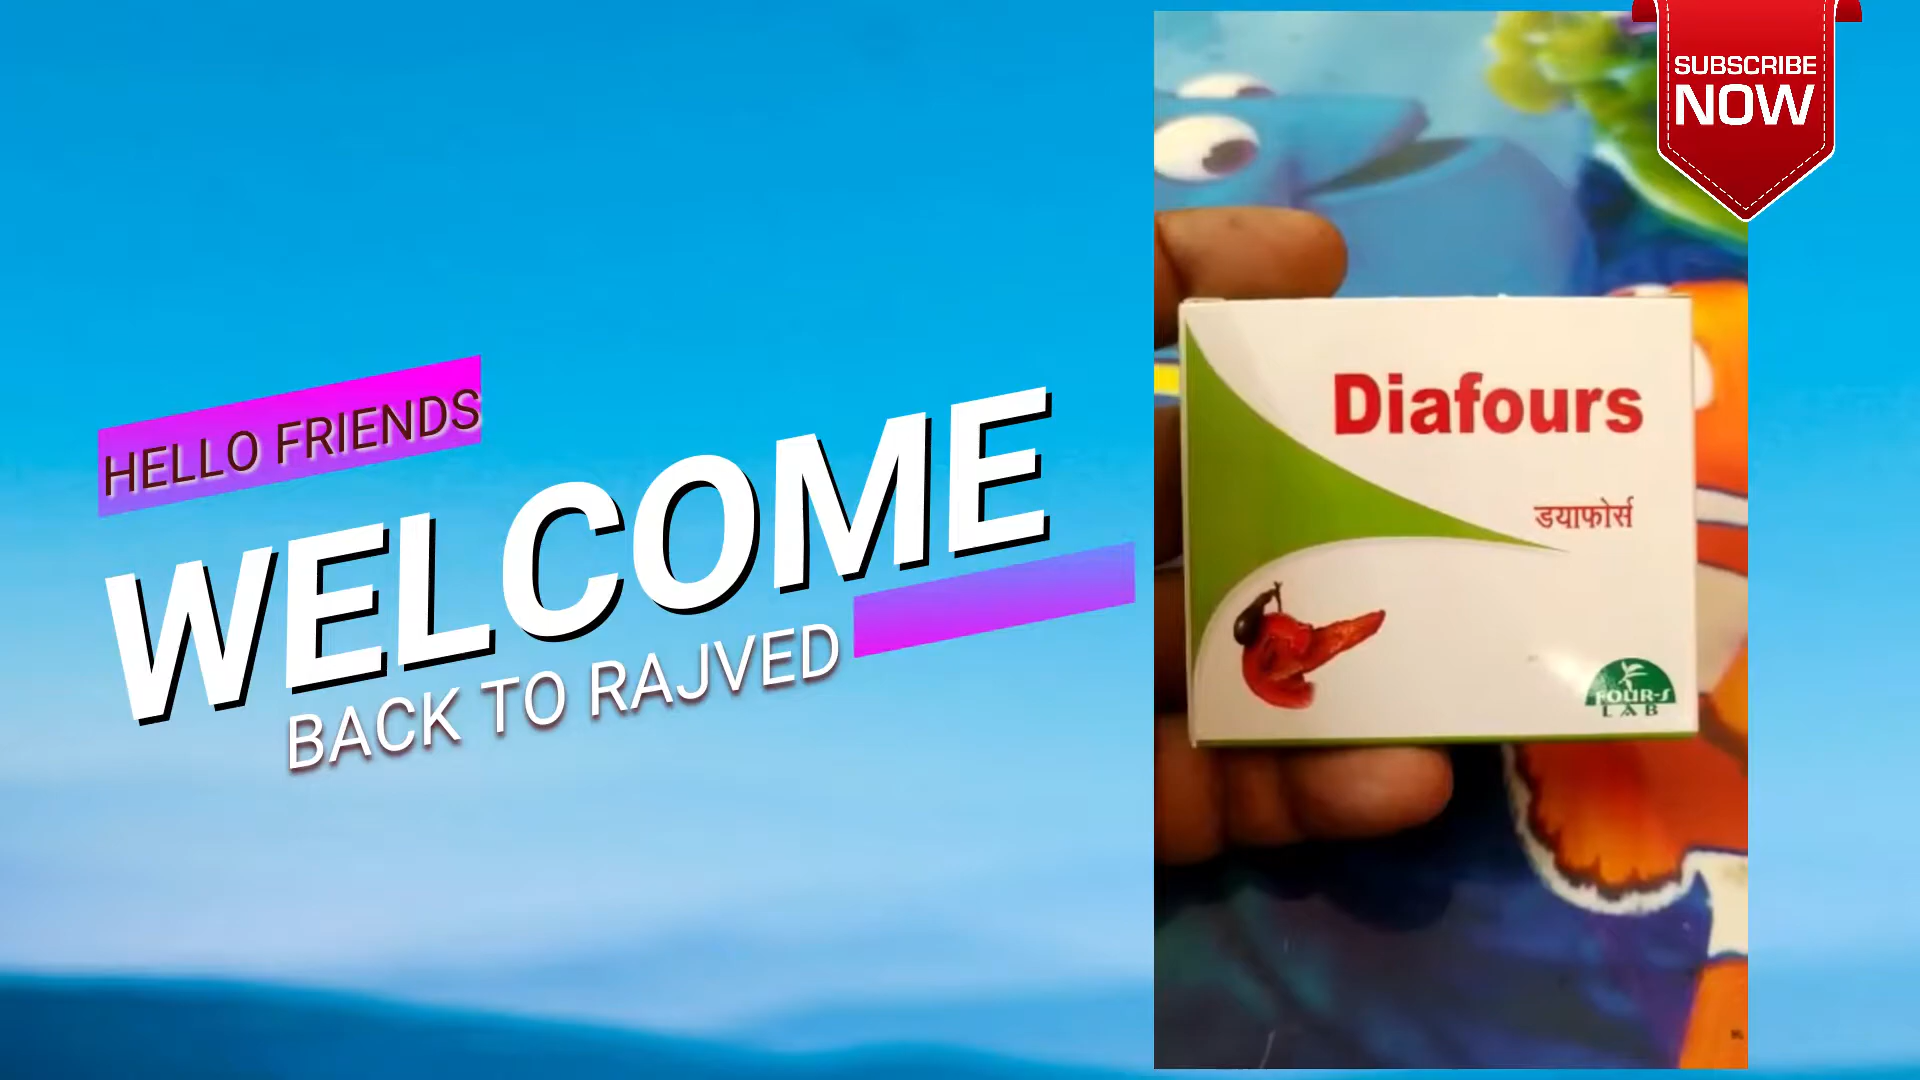 HELLO FRIENDS
WELCOME
BACK TO RAJVED
SUBSCRIBE
NOW
Diafours
डयाफोर्स
FOUR-S
LAB